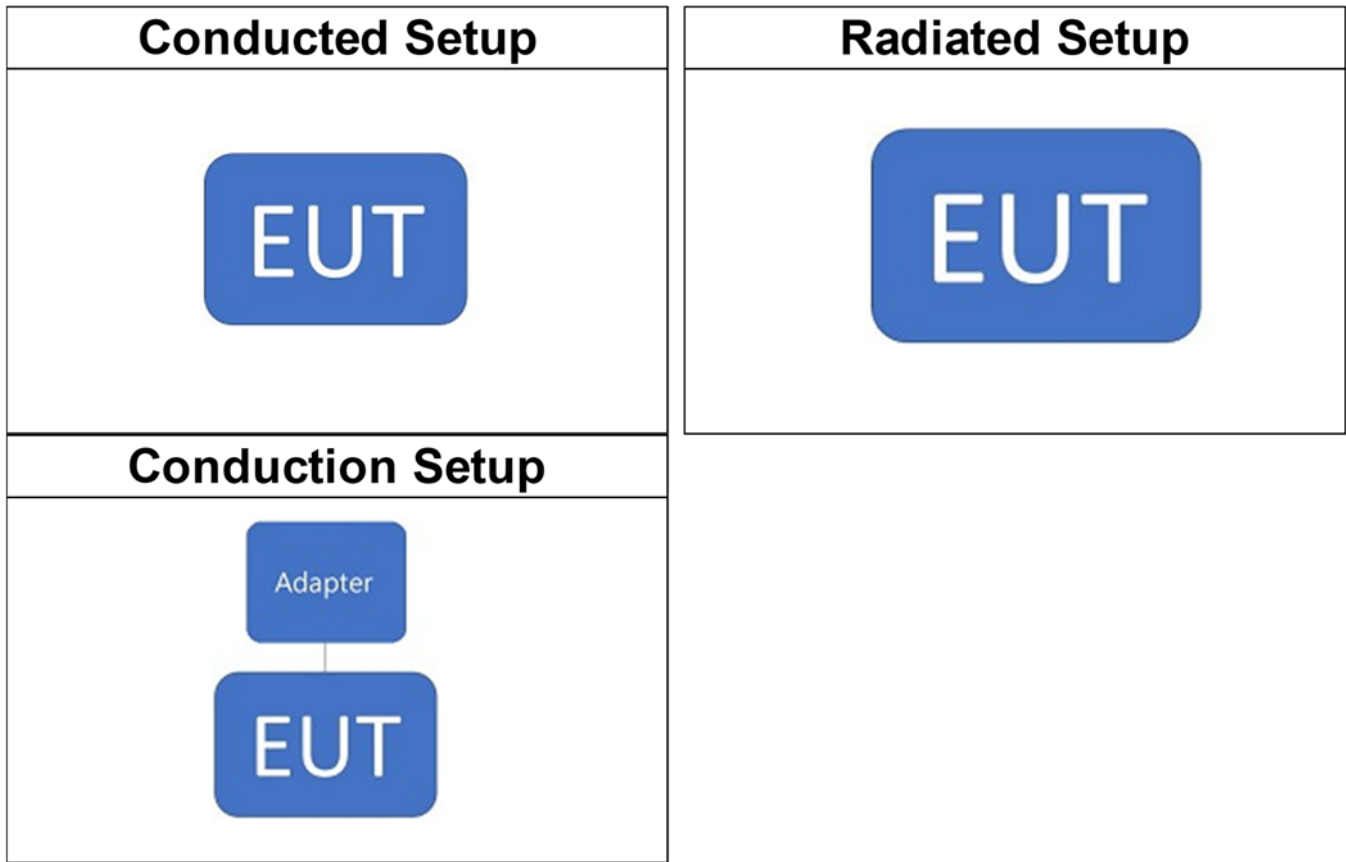 Conducted Setup
EUT
Radiated Setup
EUT
Conduction Setup
Adapter
EUT